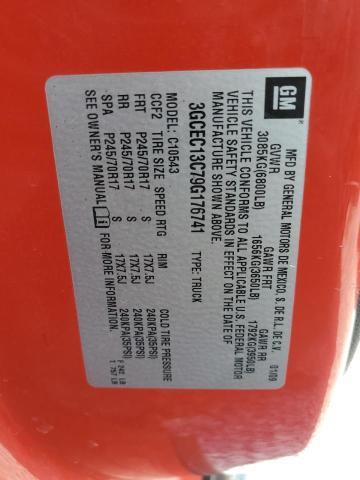 GM
MFD BY GENERAL MOTORS DE MEXICO, S. DE R.L. DE C.V.
01/09
GVWR GAWR FRT GAWR RR
3085KG(6800LB) 1656KG(3650LB) 1792KG(3950LB)
THIS VEHICLE CONFORMS TO ALL APPLICABLE U.S. FEDERAL MOTOR
VEHICLE SAFETY STANDARDS IN EFFECT ON THE DATE OF
MANUFACTURE SHOWN ABOVE.
3GCEC13C79G176741 TYPE: TRUCK
MODEL: C10543
CCF2 TIRE SIZE SPEED RTG RIM COLD TIRE PRESSURE
FRT P245/70R17 S 17X7.5J 240KPA(35PSI)
RR P245/70R17 S 17X7.5J 240KPA(35PSI)
SPA P245/70R17 S 17X7.5J 240KPA(35PSI)
SEE OWNER'S MANUAL FOR MORE INFORMATION.